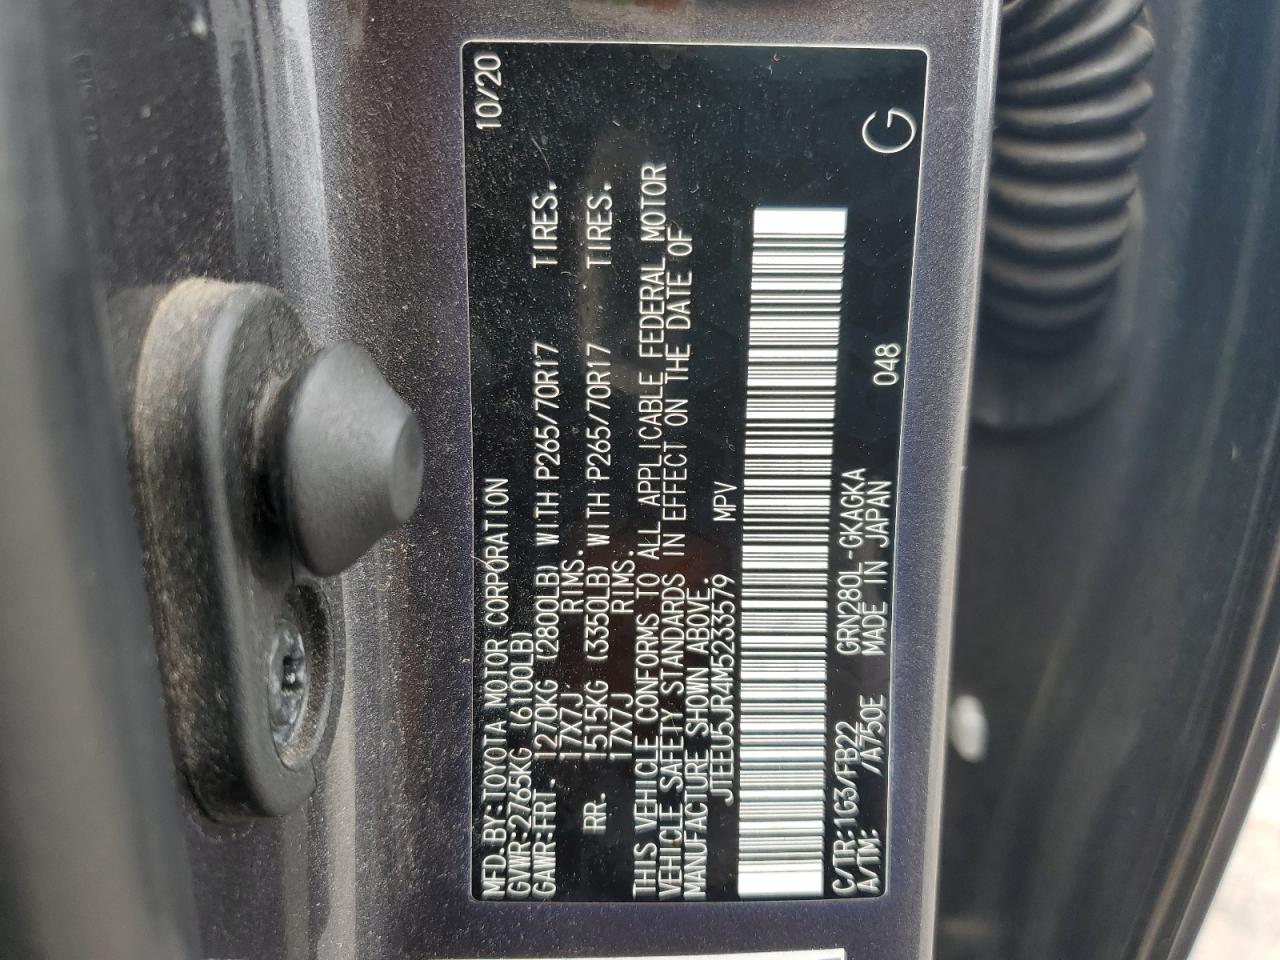 MFD.BY:TOYOTA MOTOR CORPORATION 10/20
GVWR:2765KG (6100LB)
GAWR:FRT. 1270KG (2800LB) WITH P265/70R17 TIRES.
17X7J RIMS.
RR. 1515KG (3350LB) WITH P265/70R17 TIRES.
17X7J RIMS.
THIS VEHICLE CONFORMS TO ALL APPLICABLE FEDERAL MOTOR
VEHICLE SAFETY STANDARDS IN EFFECT ON THE DATE OF
MANUFACTURE SHOWN ABOVE.
JTEEU5JR4M5233579 MPV
C/TR:1G3/FB22 GRN280L-GKAGKA
A/TM: /A750E MADE IN JAPAN 048
G